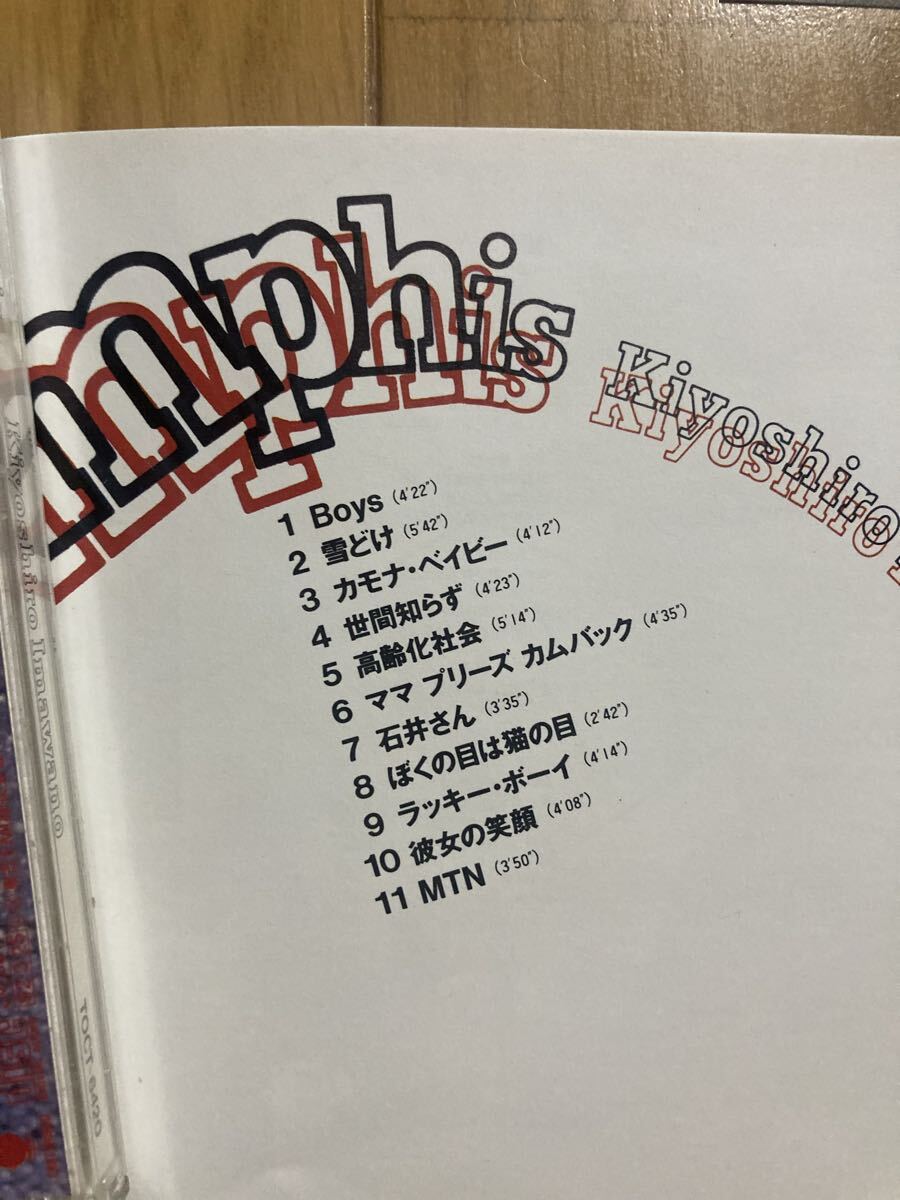 mphis
Kiyoshiro
1 Boys (4'22")
2 雪どけ (5'42")
3 カモナ・ベイビー (4'12")
4 世間知らず (4'23")
5 高齢化社会 (5'14")
6 ママ プリーズ カムバック (4'35")
7 石井さん (3'35")
8 ぼくの目は猫の目 (2'42")
9 ラッキー・ボーイ (4'14")
10 彼女の笑顔 (4'08")
11 MTN (3'50")
Kiyoshiro Imawano
TOCT 6420